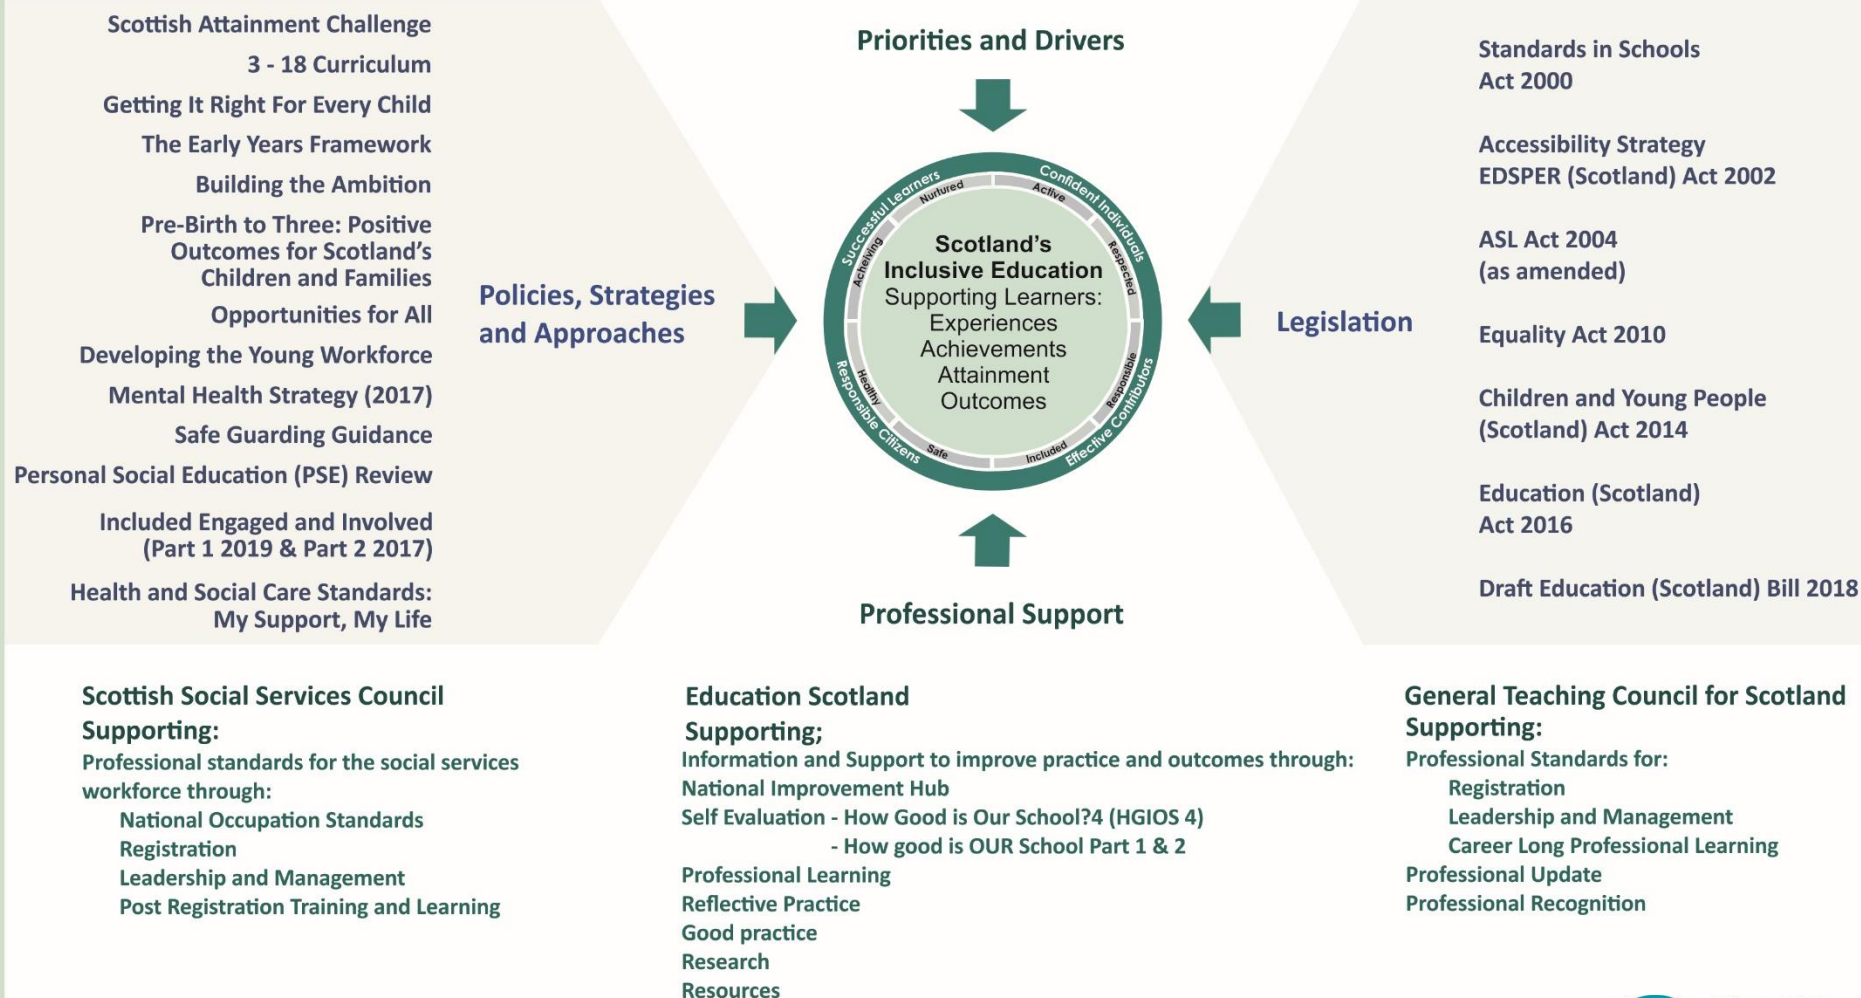 Scottish Attainment Challenge
3 - 18 Curriculum
Getting It Right For Every Child
The Early Years Framework
Building the Ambition
Pre-Birth to Three: Positive
Outcomes for Scotland's
Children and Families
Opportunities for All
Developing the Young Workforce
Mental Health Strategy (2017)
Safe Guarding Guidance
Personal Social Education (PSE) Review
Included Engaged and Involved
(Part 1 2019 & Part 2 2017)
Health and Social Care Standards:
My Support, My Life
Policies, Strategies
and Approaches
Priorities and Drivers
Successful Learners
Confident Individuals
Effective Contributors
Responsible Citizens
Nurtured
Active
Respected
Responsible
Included
Safe
Healthy
Acheiving
Scotland's
Inclusive Education
Supporting Learners:
Experiences
Achievements
Attainment
Outcomes
Professional Support
Legislation
Standards in Schools
Act 2000
Accessibility Strategy
EDSPER (Scotland) Act 2002
ASL Act 2004
(as amended)
Equality Act 2010
Children and Young People
(Scotland) Act 2014
Education (Scotland)
Act 2016
Draft Education (Scotland) Bill 2018
Scottish Social Services Council
Supporting:
Professional standards for the social services
workforce through:
National Occupation Standards
Registration
Leadership and Management
Post Registration Training and Learning
Education Scotland
Supporting;
Information and Support to improve practice and outcomes through:
National Improvement Hub
Self Evaluation - How Good is Our School?4 (HGIOS 4)
- How good is OUR School Part 1 & 2
Professional Learning
Reflective Practice
Good practice
Research
Resources
General Teaching Council for Scotland
Supporting:
Professional Standards for:
Registration
Leadership and Management
Career Long Professional Learning
Professional Update
Professional Recognition